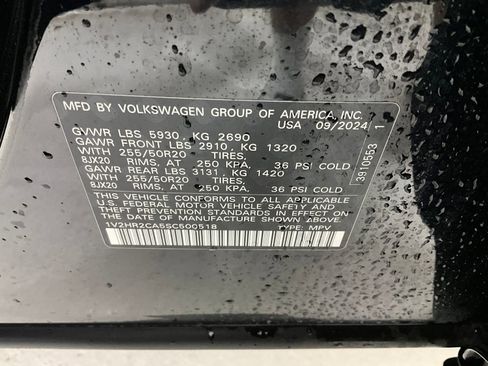 MFD. BY VOLKSWAGEN GROUP OF AMERICA, INC.
USA 09/2024
GVWR LBS 5930, KG 2690
GAWR FRONT LBS 2910, KG 1320
WITH 255/50R20 TIRES,
8JX20 RIMS, AT 250 KPA, 36 PSI COLD
GAWR REAR LBS 3131, KG 1420
WITH 255/50R20 TIRES,
8JX20 RIMS, AT 250 KPA, 36 PSI COLD
THIS VEHICLE CONFORMS TO ALL APPLICABLE
U.S. FEDERAL MOTOR VEHICLE SAFETY AND
THEFT PREVENTION STANDARDS IN EFFECT ON
THE DATE OF MANUFACTURE SHOWN ABOVE.
1V2HR2CA6SC500518 TYPE: MPV
3910553 1